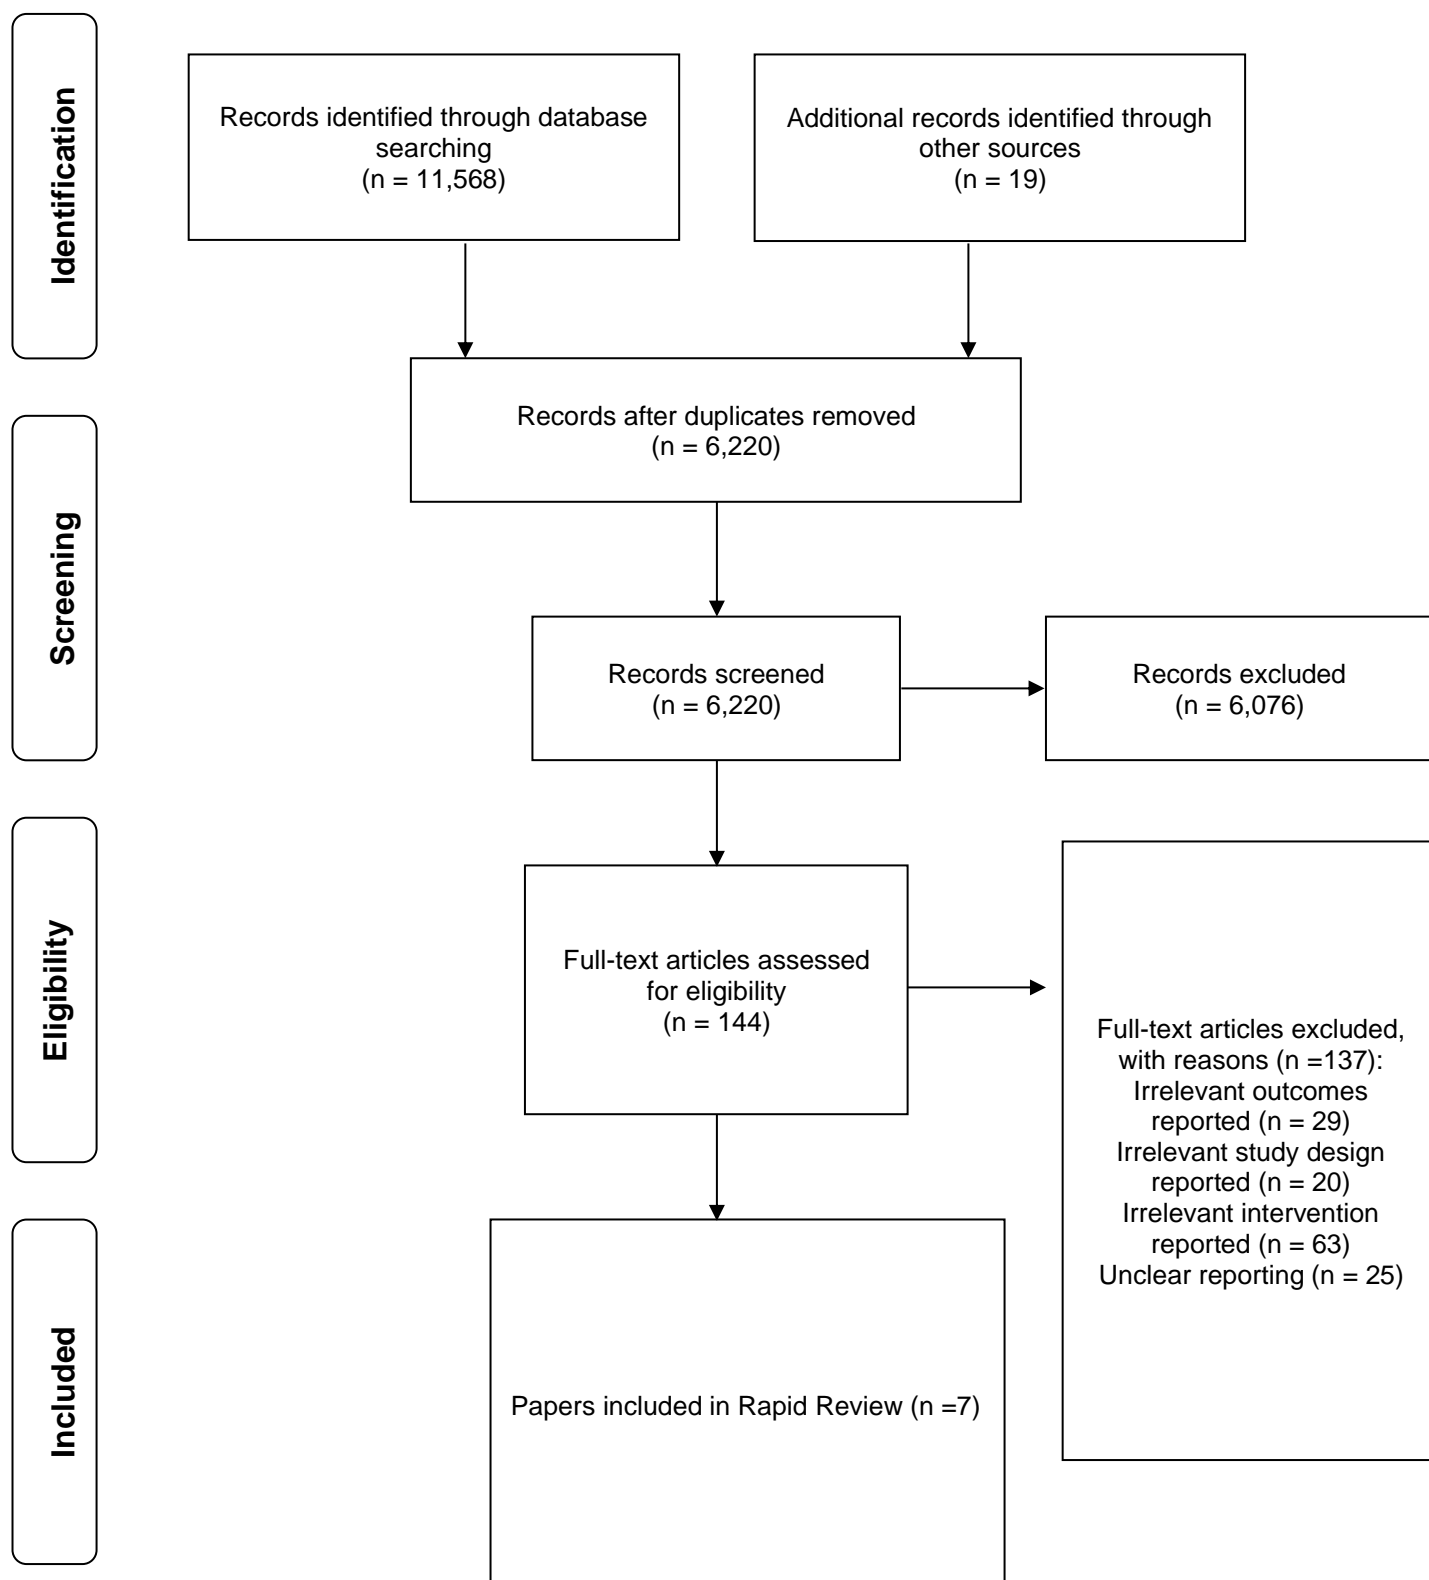 Identification
Records identified through database
searching
(n = 11,568)
Additional records identified through
other sources
(n = 19)
Records after duplicates removed
(n = 6,220)
Screening
Records screened
(n = 6,220)
Records excluded
(n = 6,076)
Eligibility
Full-text articles assessed
for eligibility
(n = 144)
Full-text articles excluded,
with reasons (n =137):
Irrelevant outcomes
reported (n = 29)
Irrelevant study design
reported (n = 20)
Irrelevant intervention
reported (n = 63)
Unclear reporting (n = 25)
Included
Papers included in Rapid Review (n =7)